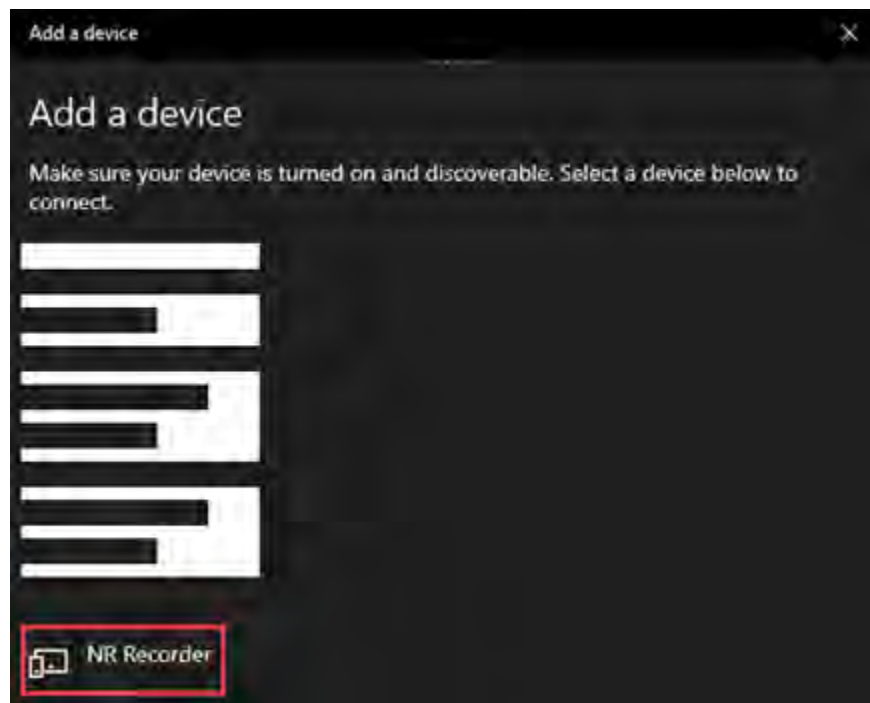 Add a device
Add a device
Make sure your device is turned on and discoverable. Select a device below to
connect.
NR Recorder